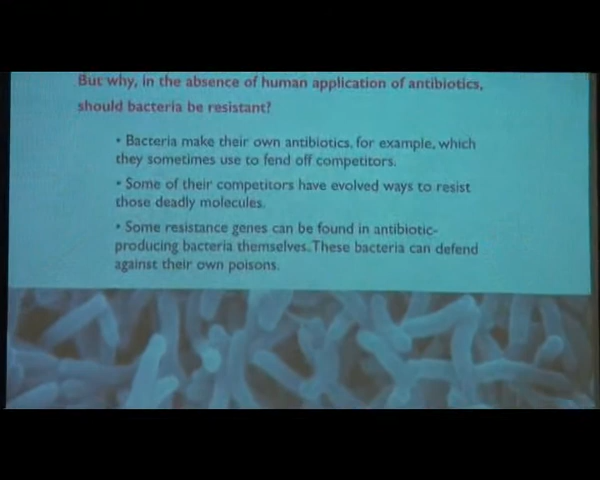 But why, in the absence of human application of antibiotics,
should bacteria be resistant?
• Bacteria make their own antibiotics, for example, which
they sometimes use to fend off competitors.
• Some of their competitors have evolved ways to resist
those deadly molecules.
• Some resistance genes can be found in antibiotic-
producing bacteria themselves. These bacteria can defend
against their own poisons.